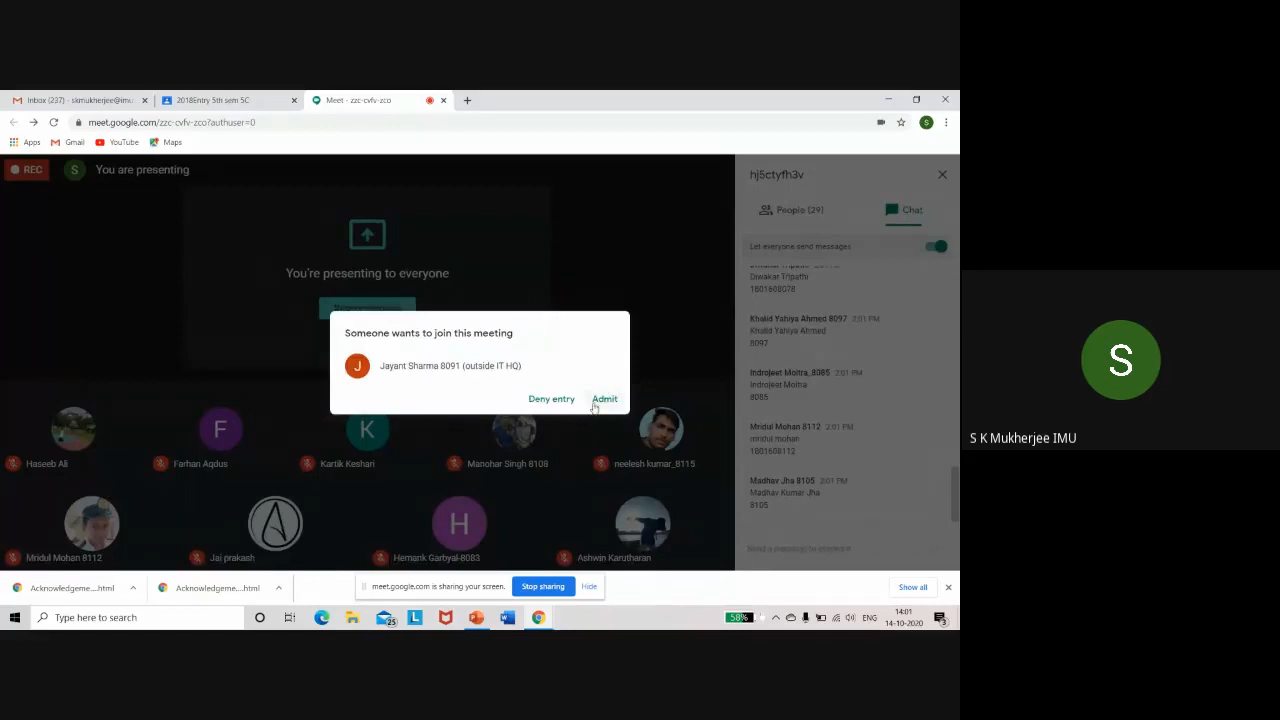 Inbox (237) - skmukherjee@imu
2018Entry 5th sem SC
Meet - zzc-cvfv-zco
meet.google.com/zzc-cvfv-zco?authuser=0
Apps
Gmail
YouTube
Maps
REC
S
You are presenting
hj5ctyfh3v
People (29)
Chat
Let everyone send messages
You're presenting to everyone
Diwakar Tripathi
1801608078
Khalid Yahiya Ahmed 8097 2:01 PM
Khalid Yahiya Ahmed
8097
Indrojeet Moitra_8085 2:01 PM
Indrojeet Moitra
8085
Mridul Mohan 8112 2:01 PM
mridul mohan
1801608112
Madhav Jha 8105 2:01 PM
Madhav Kumar Jha
8105
Someone wants to join this meeting
J
Jayant Sharma 8091 (outside IT HQ)
Deny entry
Admit
F
K
Haseeb Ali
Farhan Aqdus
Kartik Keshari
Manohar Singh 8108
neelesh kumar_8115
H
Mridul Mohan 8112
Jai prakash
Hemank Garbyal-8083
Ashwin Karutharan
Send a message to everyone
Acknowledgeme....html
Acknowledgeme....html
meet.google.com is sharing your screen.
Stop sharing
Hide
Show all
Type here to search
25
58%
ENG
14:01
14-10-2020
3
S
S K Mukherjee IMU